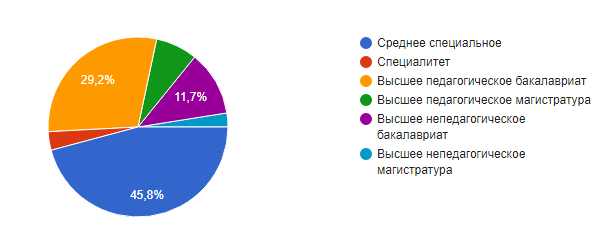 29,2%
11,7%
45,8%
Среднее специальное
Специалитет
Высшее педагогическое бакалавриат
Высшее педагогическое магистратура
Высшее непедагогическое
бакалавриат
Высшее непедагогическое
магистратура